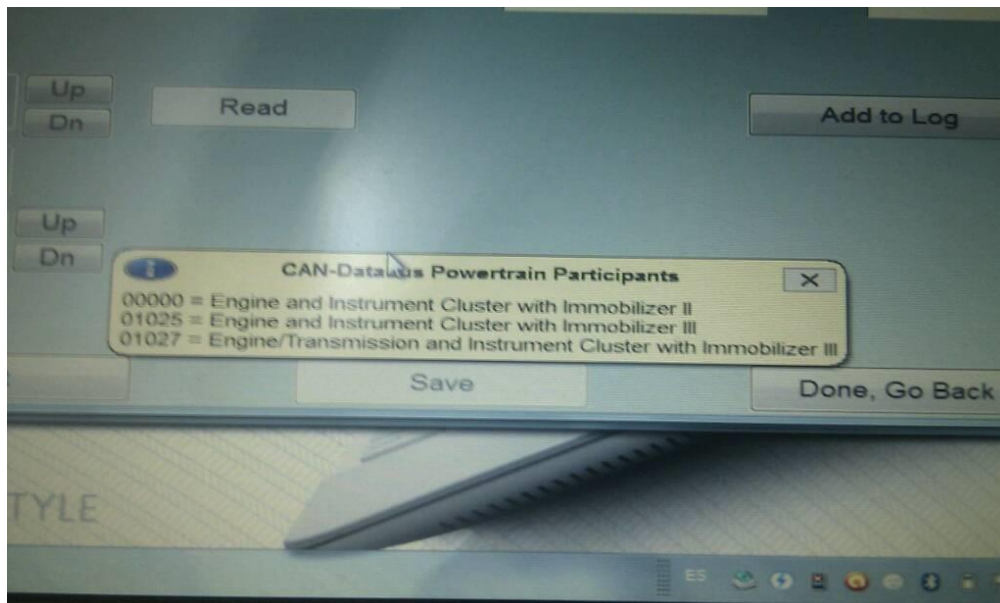 Up
Dn
Read
Add to Log
Up
Dn
CAN-Data Powertrain Participants
00000 = Engine and Instrument Cluster with Immobilizer II
01025 = Engine and Instrument Cluster with Immobilizer III
01027 = Engine/Transmission and Instrument Cluster with Immobilizer III
Save
Done, Go Back
TYLE
ES